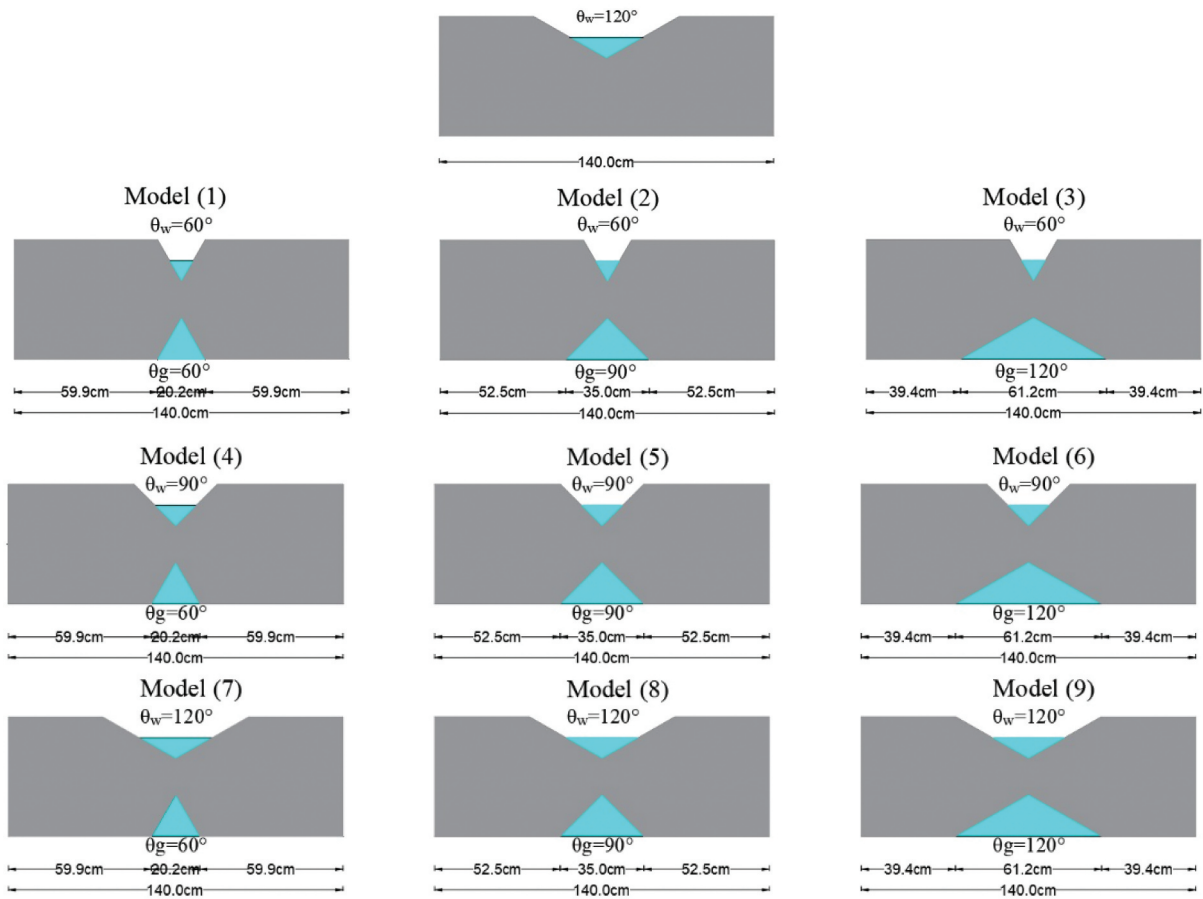 θw=120°
140.0cm
Model (1) Model (2) Model (3)
θw=60° θw=60° θw=60°
θg=60° θg=90° θg=120°
59.9cm 20.2cm 59.9cm 52.5cm 35.0cm 52.5cm 39.4cm 61.2cm 39.4cm
140.0cm 140.0cm 140.0cm
Model (4) Model (5) Model (6)
θw=90° θw=90° θw=90°
θg=60° θg=90° θg=120°
59.9cm 20.2cm 59.9cm 52.5cm 35.0cm 52.5cm 39.4cm 61.2cm 39.4cm
140.0cm 140.0cm 140.0cm
Model (7) Model (8) Model (9)
θw=120° θw=120° θw=120°
θg=60° θg=90° θg=120°
59.9cm 20.2cm 59.9cm 52.5cm 35.0cm 52.5cm 39.4cm 61.2cm 39.4cm
140.0cm 140.0cm 140.0cm